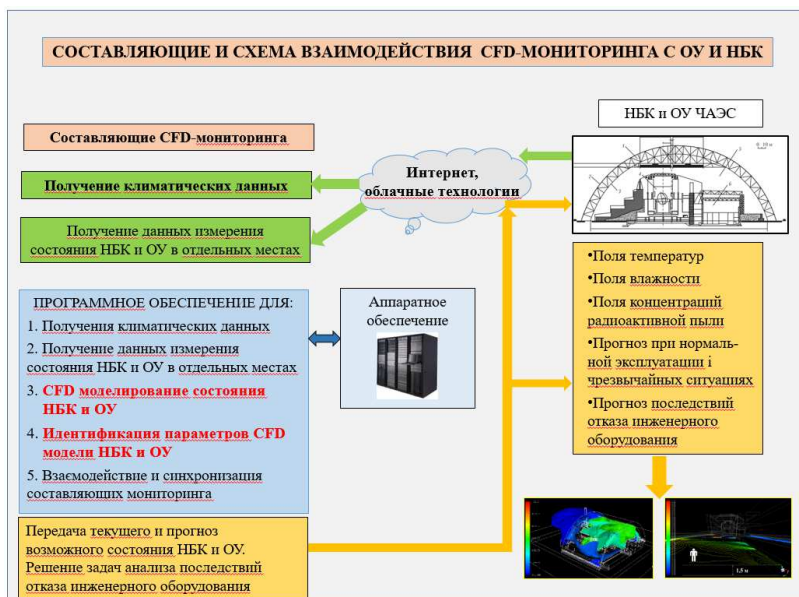 СОСТАВЛЯЮЩИЕ И СХЕМА ВЗАИМОДЕЙСТВИЯ CFD-МОНИТОРИНГА С ОУ И НБК
Составляющие CFD-мониторинга
Получение климатических данных
Получение данных измерения
состояния НБК и ОУ в отдельных местах
Интернет,
облачные технологии
НБК и ОУ ЧАЭС
ПРОГРАММНОЕ ОБЕСПЕЧЕНИЕ ДЛЯ:
1. Получения климатических данных
2. Получение данных измерения
состояния НБК и ОУ в отдельных местах
3. CFD моделирование состояния
НБК и ОУ
4. Идентификация параметров CFD
модели НБК и ОУ
5. Взаємодействие и синхронизация
составляющих мониторинга
Аппаратное
обеспечение
•Поля температур
•Поля влажности
•Поля концентраций
радиоактивной пыли
•Прогноз при нормаль-
ной эксплуатации і
чрезвычайных ситуациях
•Прогноз последствий
отказа инженерного
оборудования
Передача текущего и прогноз
возможного состояния НБК и ОУ.
Решение задач анализа последствий
отказа инженерного оборудования
1,5 м